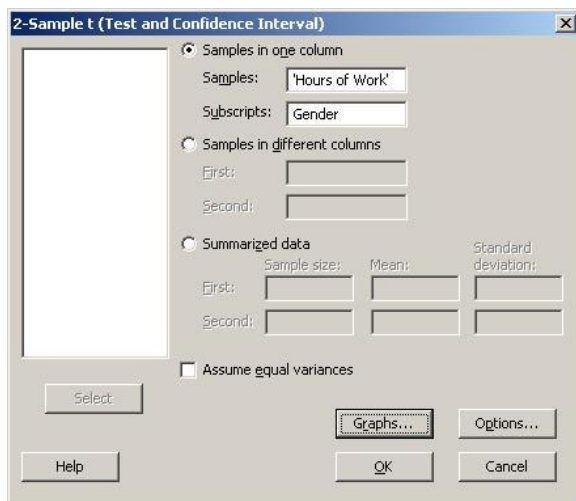 2-Sample t (Test and Confidence Interval)
Samples in one column
Samples: 'Hours of Work'
Subscripts: Gender
Samples in different columns
First:
Second:
Summarized data
Sample size: Mean: Standard deviation:
First:
Second:
Assume equal variances
Select
Graphs... Options...
Help OK Cancel